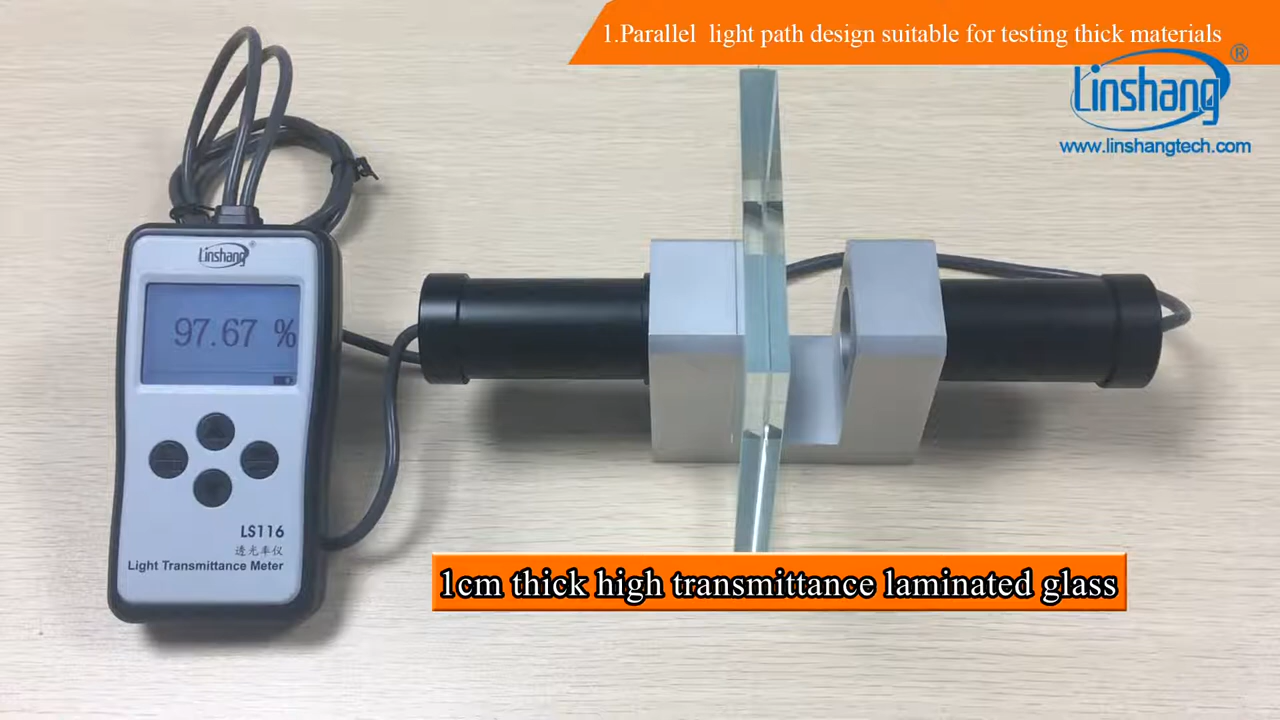 1.Parallel light path design suitable for testing thick materials
Linshang®
www.linshangtech.com
Linshang®
97.67 %
LS116
透光率仪
Light Transmittance Meter
1cm thick high transmittance laminated glass